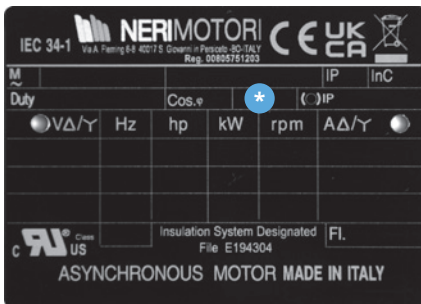 NERIMOTORI
IEC 34-1 Via A. Fleming 6-8 40017 S. Giovanni in Persiceto -BO-ITALY
Reg. 00805751203
CE UK CA
M ~ IP InC
Duty Cos.φ * (○)IP
VΔ/Y Hz hp kW rpm AΔ/Y
c RU US Class Insulation System Designated Fl.
File E194304
ASYNCHRONOUS MOTOR MADE IN ITALY